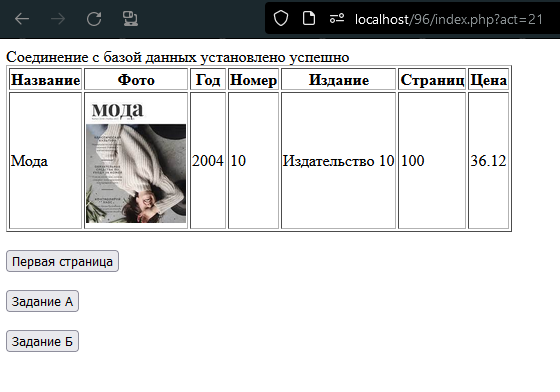 localhost/96/index.php?act=21
Соединение с базой данных установлено успешно
Название Фото Год Номер Издание Страниц Цена
мода
Мода 2004 10 Издательство 10 100 36.12
Первая страница
Задание А
Задание Б